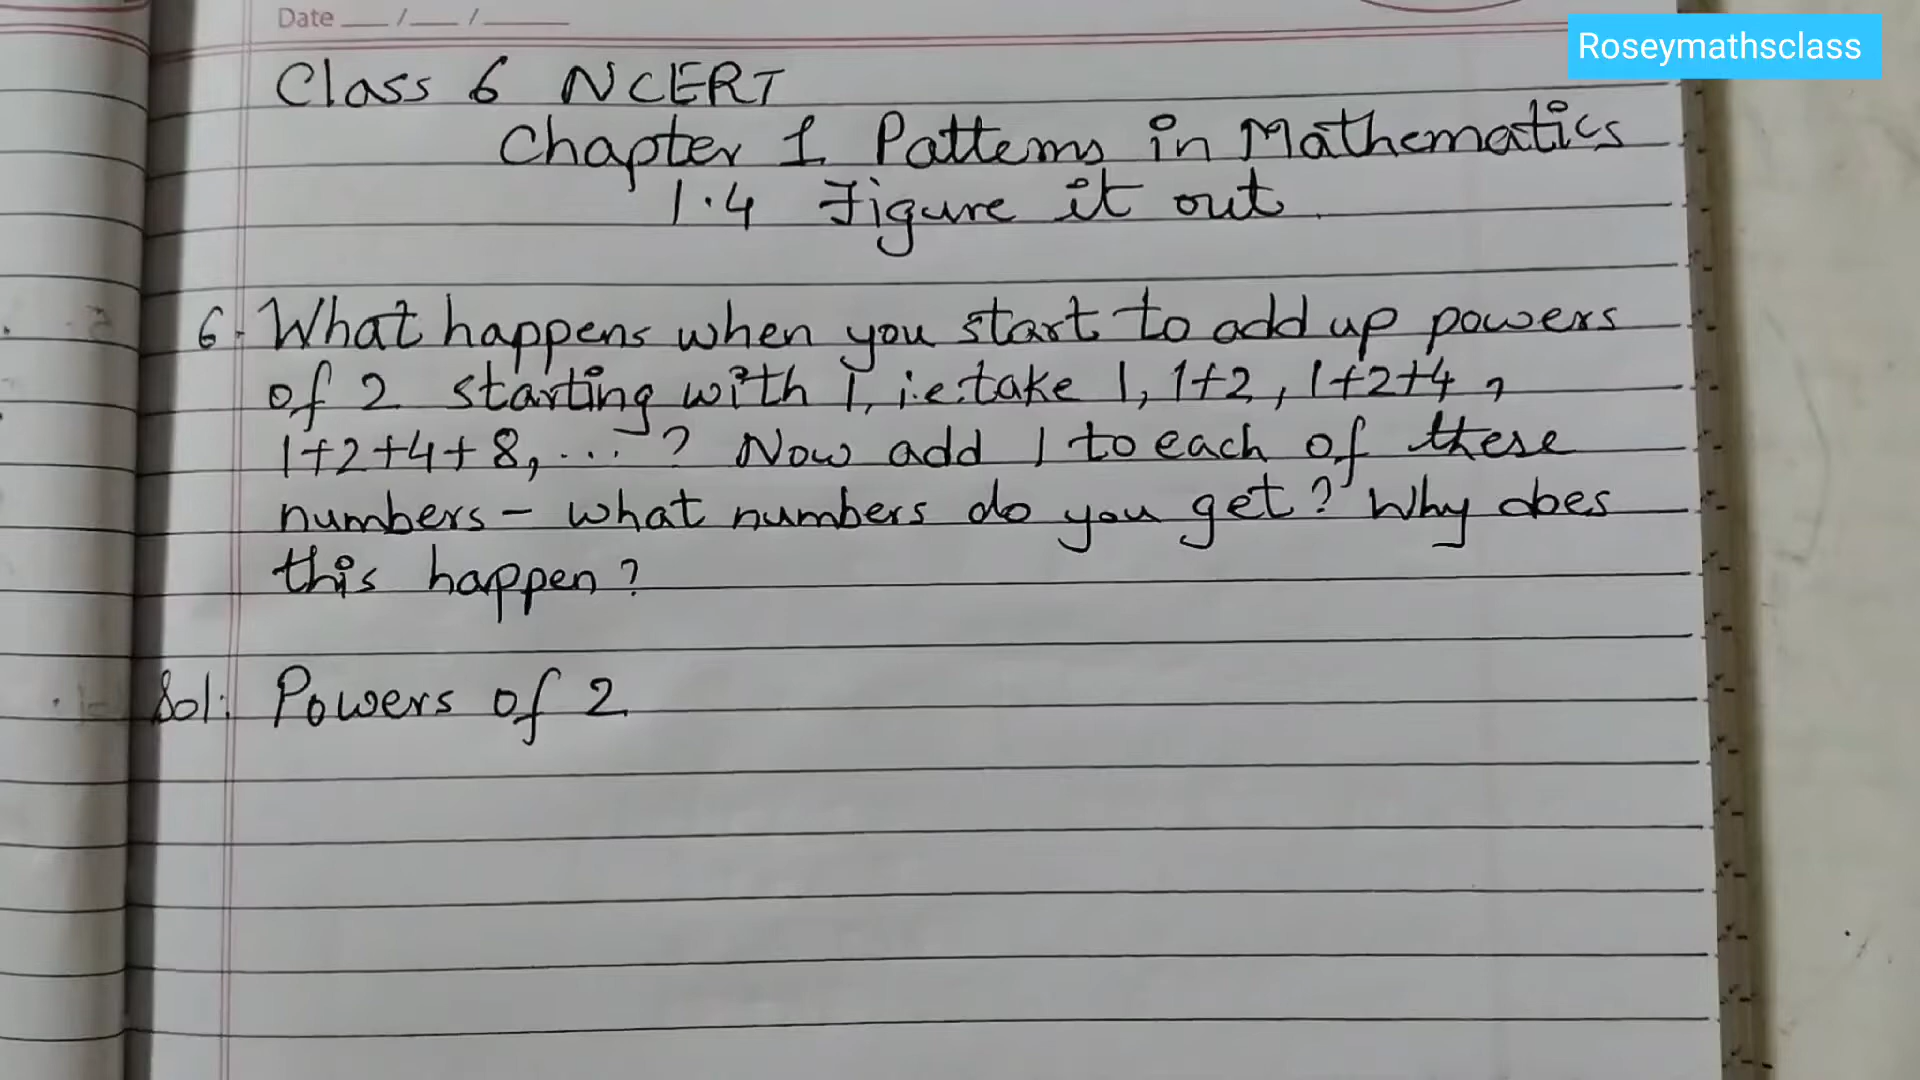 Date __/__/____
Roseymathsclass
Class 6 NCERT
Chapter 1 Patterns in Mathematics
1.4 Figure it out
6. What happens when you start to add up powers
of 2 starting with 1, i.e. take 1, 1+2, 1+2+4,
1+2+4+8, ... ? Now add 1 to each of these
numbers - what numbers do you get? Why does
this happen?
Sol: Powers of 2